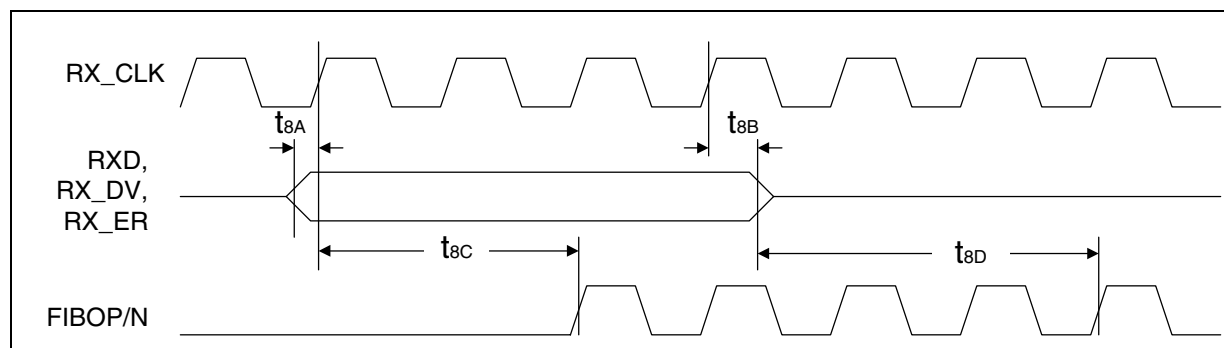 RX_CLK
t8A
t8B
RXD,
RX_DV,
RX_ER
t8C
t8D
FIBOP/N